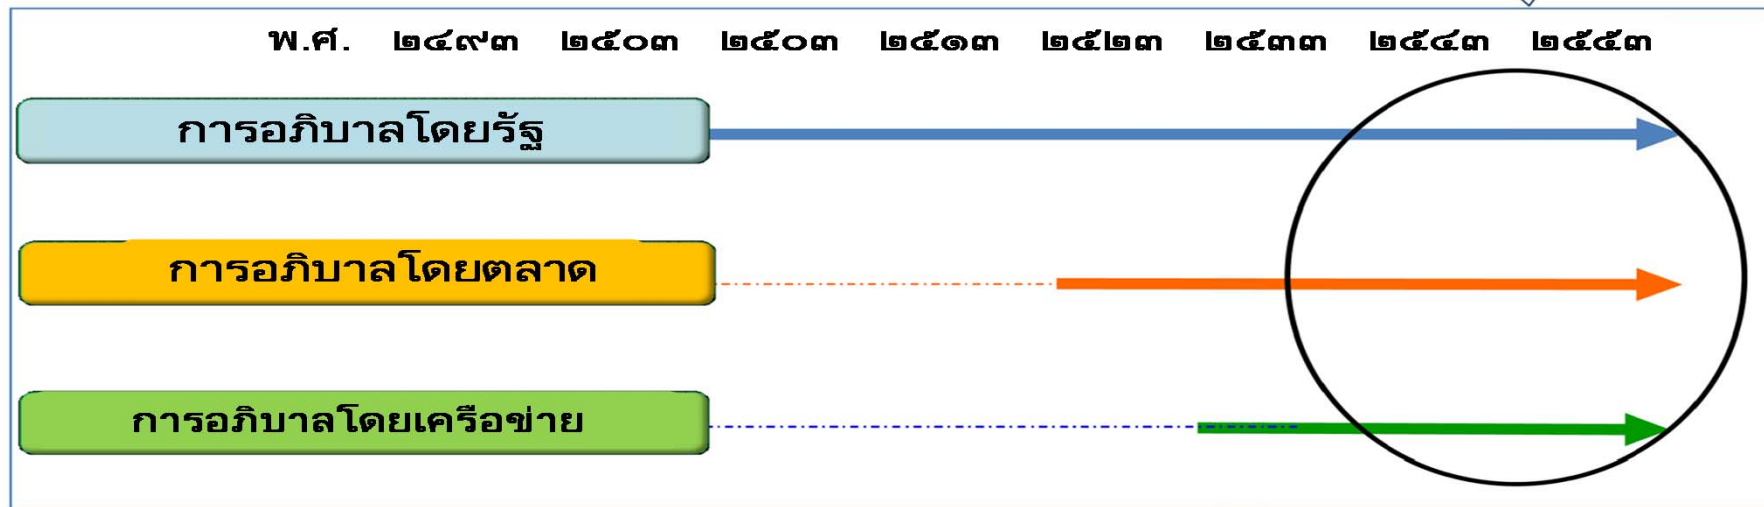 พ.ศ. ๒๔๙๓ ๒๕๐๓ ๒๕๐๓ ๒๕๑๓ ๒๕๒๓ ๒๕๓๓ ๒๕๔๓ ๒๕๕๓
การอภิบาลโดยรัฐ
การอภิบาลโดยตลาด
การอภิบาลโดยเครือข่าย